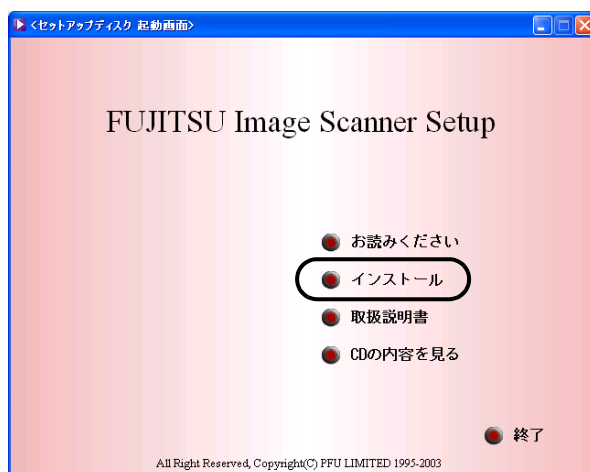 <セットアップディスク 起動画面>
FUJITSU Image Scanner Setup
お読みください
インストール
取扱説明書
CDの内容を見る
終了
All Right Reserved, Copyright(C) PFU LIMITED 1995-2003